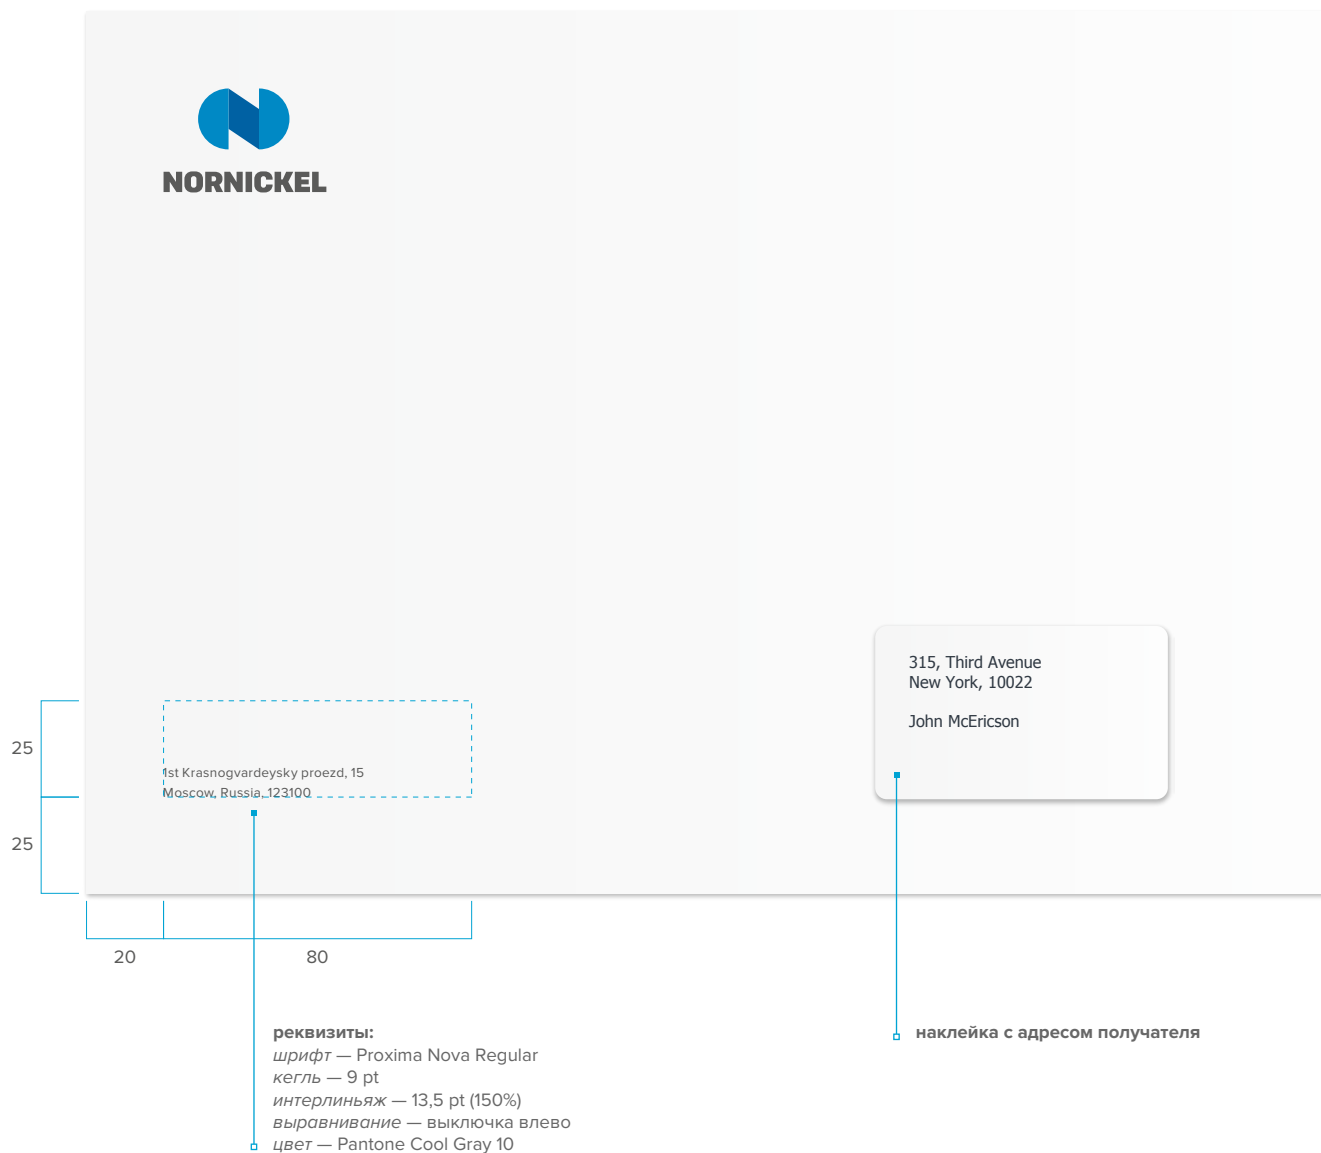 NORNICKEL
315, Third Avenue
New York, 10022
John McEricson
25
1st Krasnogvardeysky proezd, 15
Moscow, Russia, 123100
25
20
80
реквизиты:
шрифт — Proxima Nova Regular
кегль — 9 pt
интерлиньяж — 13,5 pt (150%)
выравнивание — выключка влево
цвет — Pantone Cool Gray 10
наклейка с адресом получателя